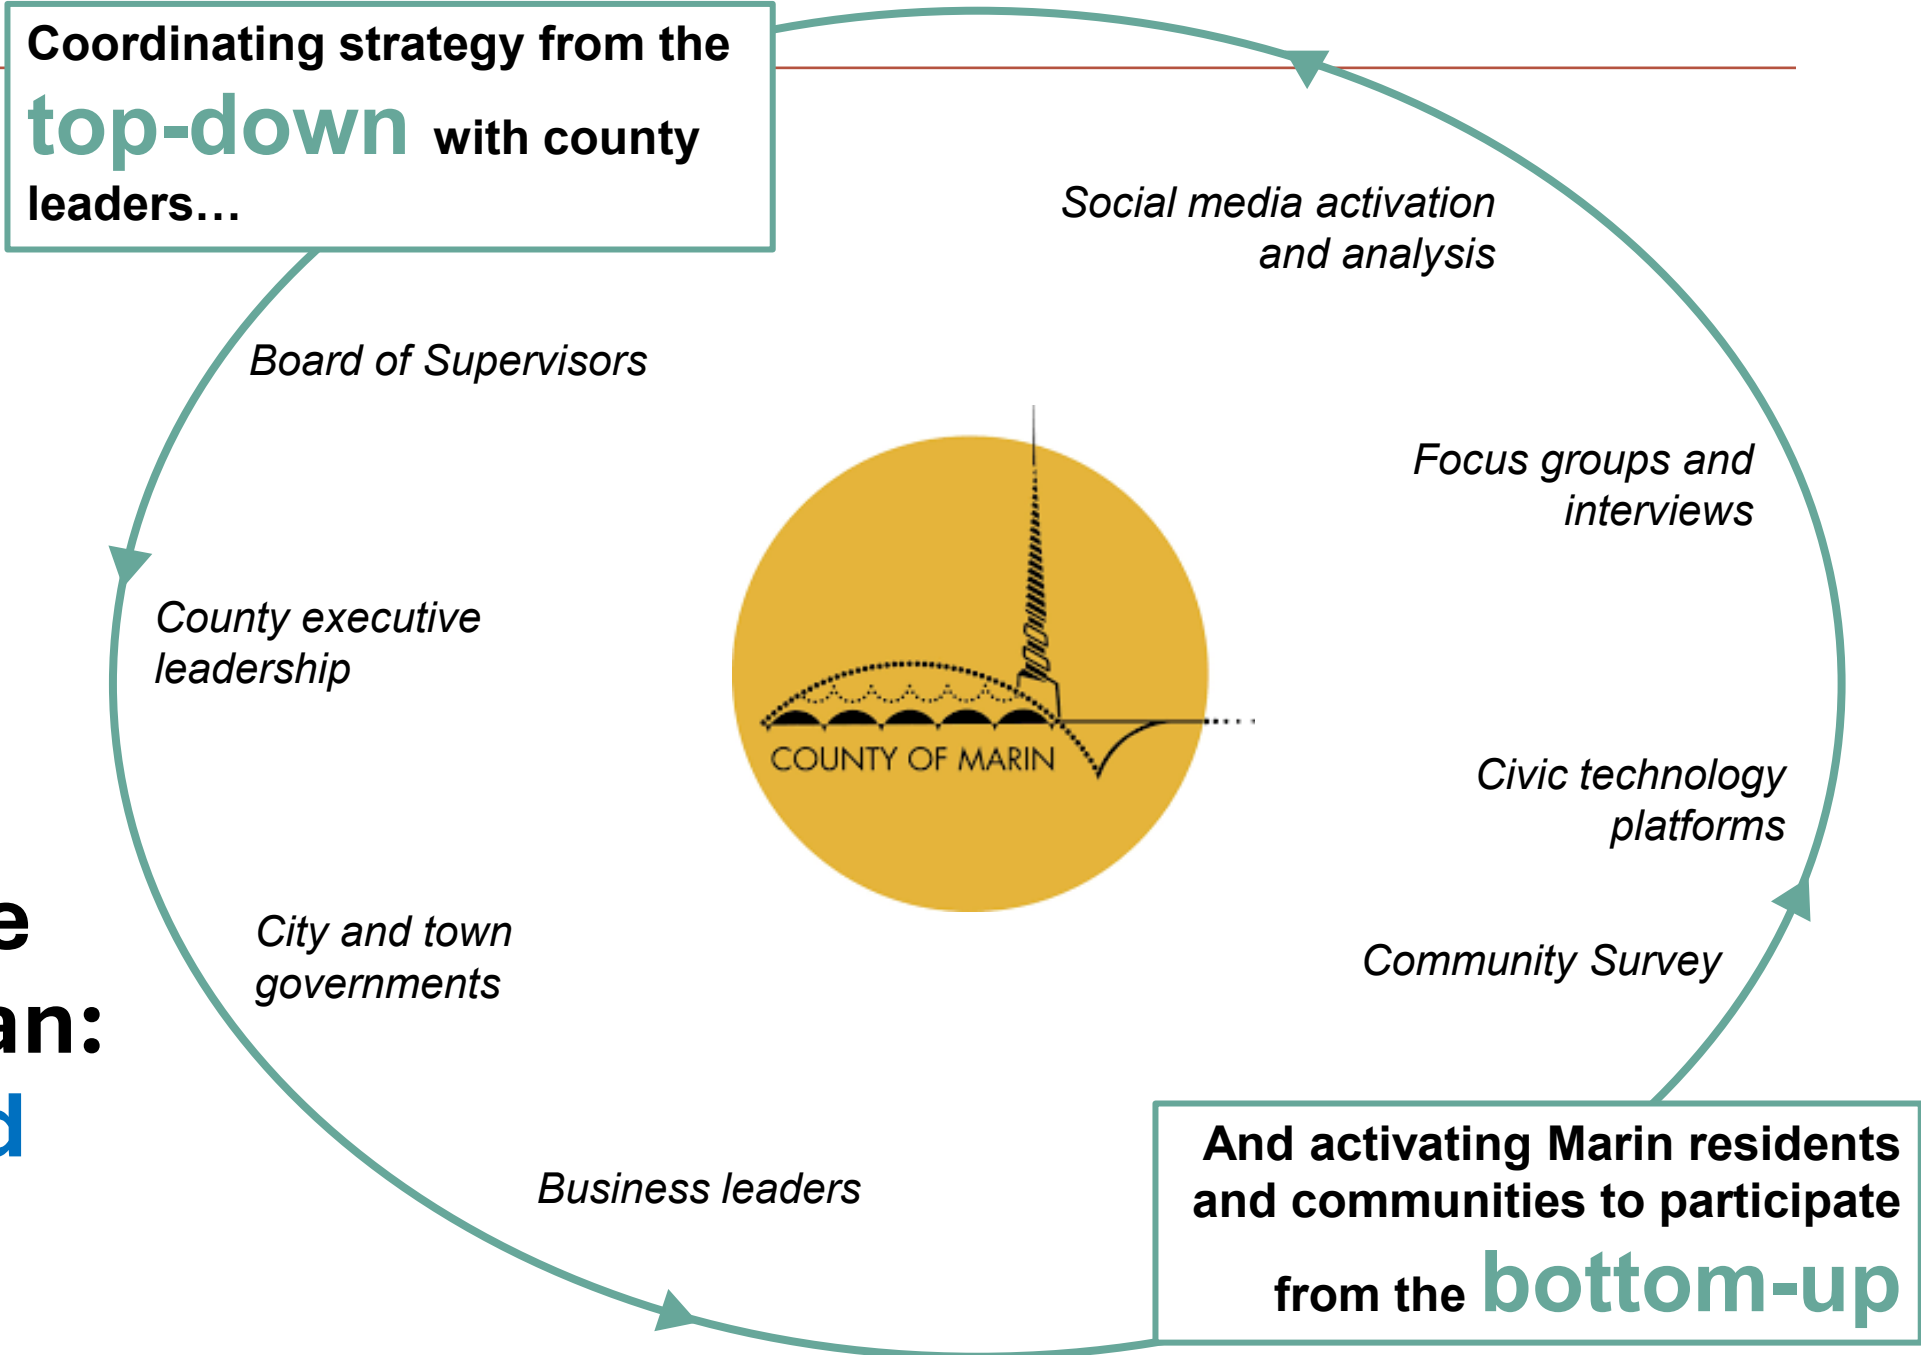 Coordinating strategy from the
top-down with county
leaders…
Social media activation
and analysis
Board of Supervisors
Focus groups and
interviews
County executive
leadership
COUNTY OF MARIN
Civic technology
platforms
City and town
governments
Community Survey
an:
Business leaders
And activating Marin residents
and communities to participate
from the bottom-up